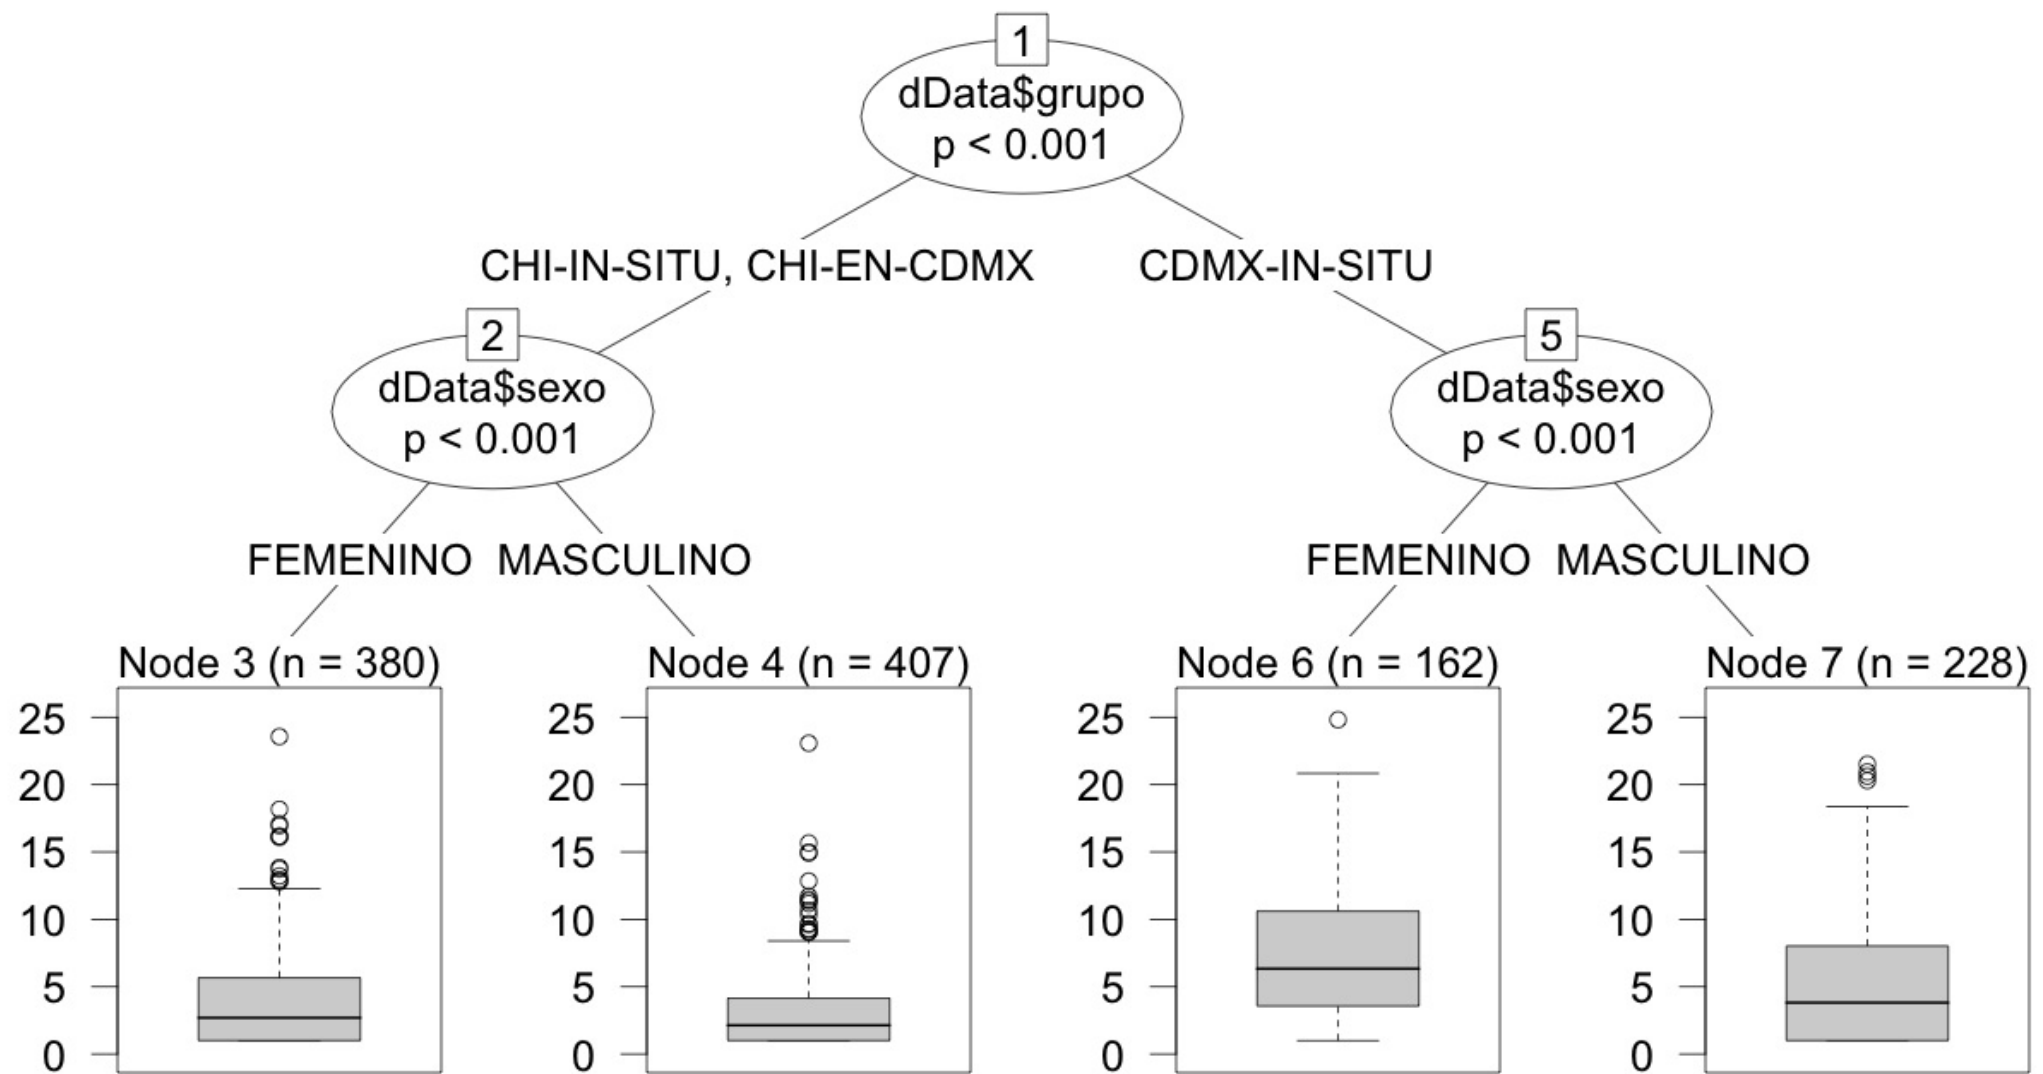 1
dData$grupo
p < 0.001
CHI-IN-SITU, CHI-EN-CDMX
CDMX-IN-SITU
2
dData$sexo
p < 0.001
5
dData$sexo
p < 0.001
FEMENINO
MASCULINO
FEMENINO
MASCULINO
Node 3 (n = 380)
25
20
15
10
5
0
Node 4 (n = 407)
25
20
15
10
5
0
Node 6 (n = 162)
25
20
15
10
5
0
Node 7 (n = 228)
25
20
15
10
5
0